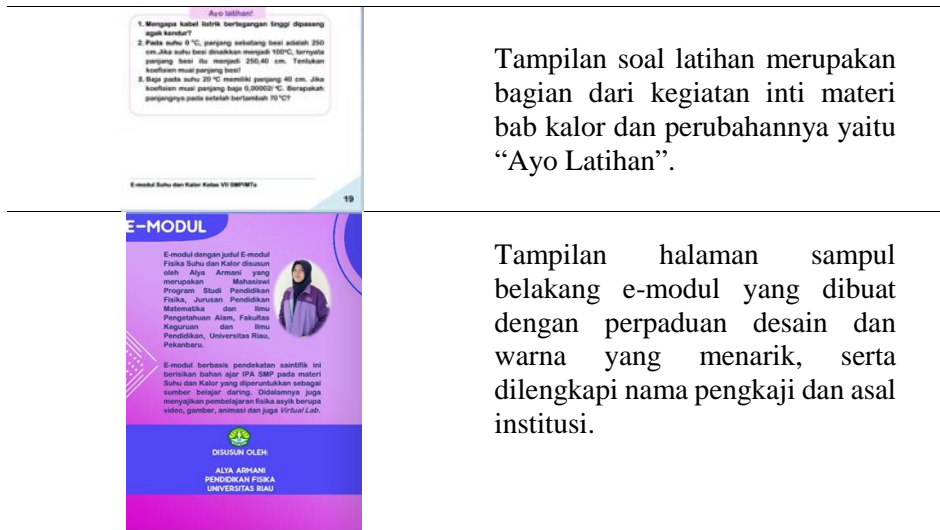 Ayo latihan!
1. Mengapa kabel listrik bertegangan tinggi dipasang
agak kendur?
2. Pada suhu 0 °C, panjang sebatang besi adalah 250
cm.Jika suhu besi dinaikkan menjadi 100°C, ternyata
panjang besi itu menjadi 250,40 cm. Tentukan
koefisien muai panjang besi!
3. Baja pada suhu 20 °C memiliki panjang 40 cm. Jika
koefisien muai panjang baja 0,00002/ °C. Berapakah
panjangnya pada setelah bertambah 70 °C?
E-modul Suhu dan Kalor Kelas VII SMP/MTs
19
Tampilan soal latihan merupakan
bagian dari kegiatan inti materi
bab kalor dan perubahannya yaitu
“Ayo Latihan”.
E-MODUL
E-modul dengan judul E-modul
Fisika Suhu dan Kalor disusun
oleh Alya Armani yang
merupakan Mahasiswi
Program Studi Pendidikan
Fisika, Jurusan Pendidikan
Matematika dan Ilmu
Pengetahuan Alam, Fakultas
Keguruan dan Ilmu
Pendidikan, Universitas Riau,
Pekanbaru.
E-modul berbasis pendekatan saintifik ini
berisikan bahan ajar IPA SMP pada materi
Suhu dan Kalor yang diperuntukkan sebagai
sumber belajar daring. Didalamnya juga
menyajikan pembelajaran fisika asyik berupa
video, gambar, animasi dan juga Virtual Lab.
DISUSUN OLEH:
ALYA ARMANI
PENDIDIKAN FISIKA
UNIVERSITAS RIAU
Tampilan halaman sampul
belakang e-modul yang dibuat
dengan perpaduan desain dan
warna yang menarik, serta
dilengkapi nama pengkaji dan asal
institusi.